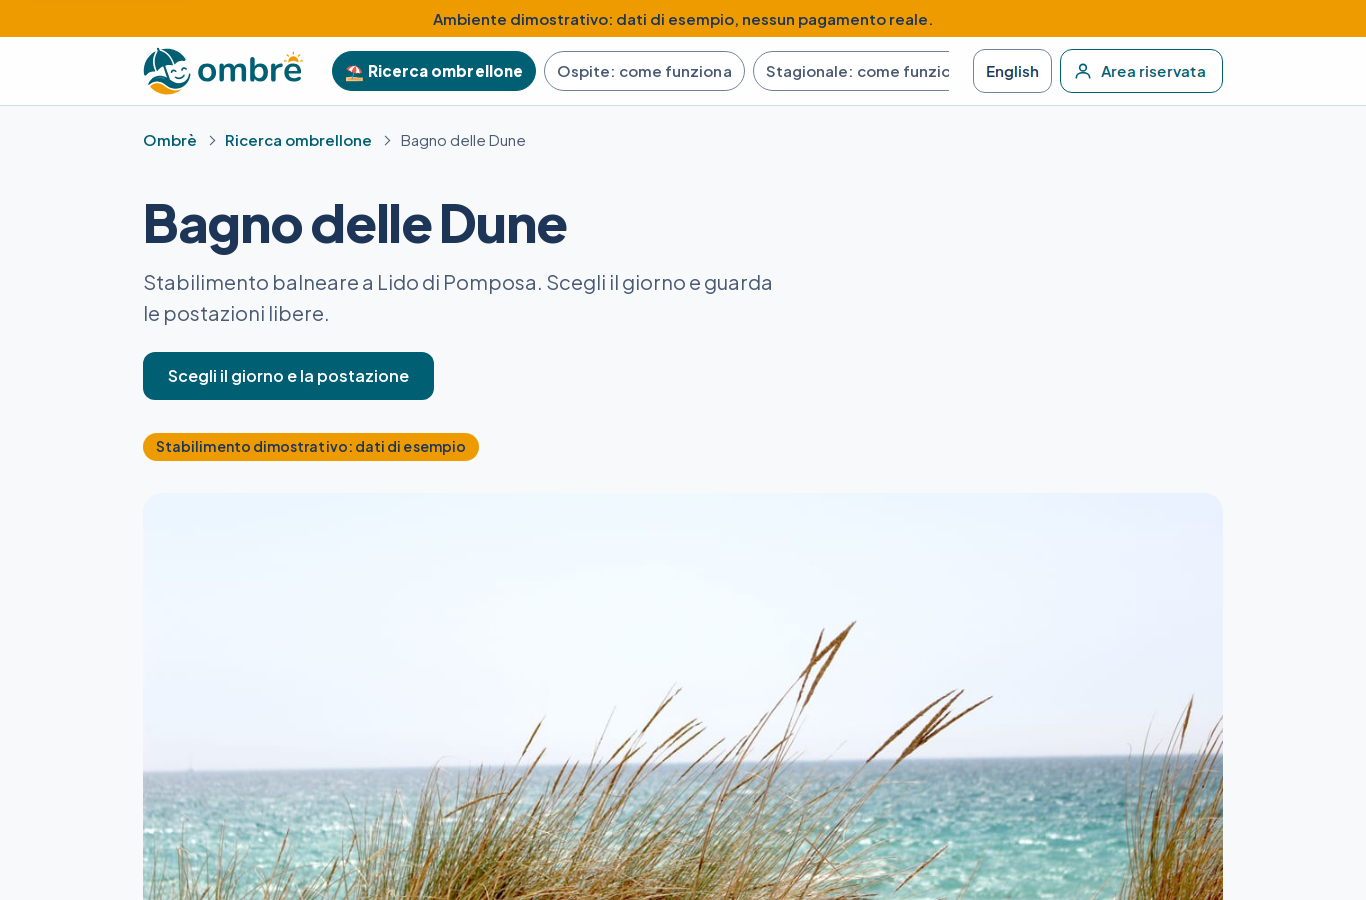 Ambiente dimostrativo: dati di esempio, nessun pagamento reale.
ombrè
Ricerca ombrellone
Ospite: come funziona
Stagionale: come funzio
English
Area riservata
Ombrè
Ricerca ombrellone
Bagno delle Dune
Bagno delle Dune
Stabilimento balneare a Lido di Pomposa. Scegli il giorno e guarda
le postazioni libere.
Scegli il giorno e la postazione
Stabilimento dimostrativo: dati di esempio